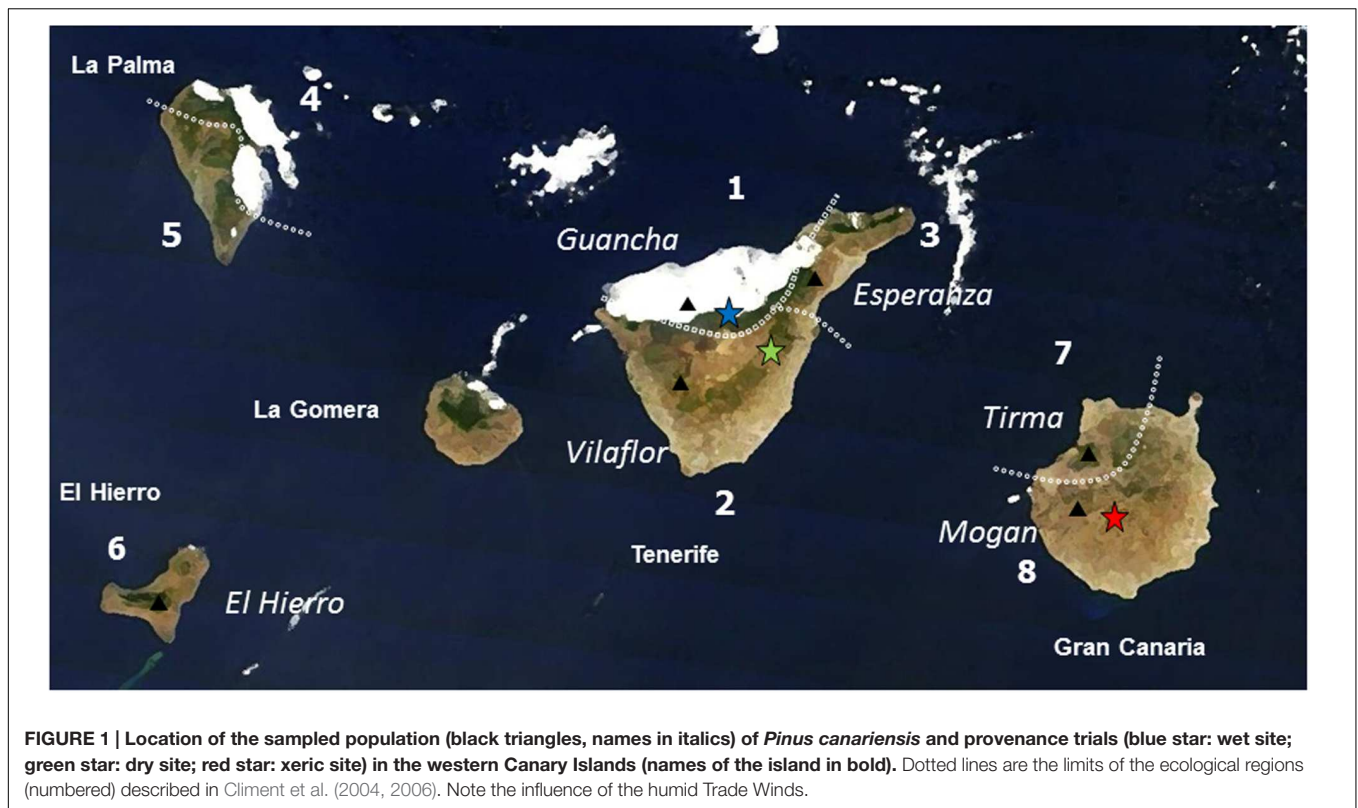 La Palma
4
1
Guancha
3
5
Esperanza
7
La Gomera
Tirma
Vilaflor
El Hierro
2
Mogan
6
Tenerife
8
El Hierro
Gran Canaria
FIGURE 1 | Location of the sampled population (black triangles, names in italics) of Pinus canariensis and provenance trials (blue star: wet site;
green star: dry site; red star: xeric site) in the western Canary Islands (names of the island in bold). Dotted lines are the limits of the ecological regions
(numbered) described in Climent et al. (2004, 2006). Note the influence of the humid Trade Winds.